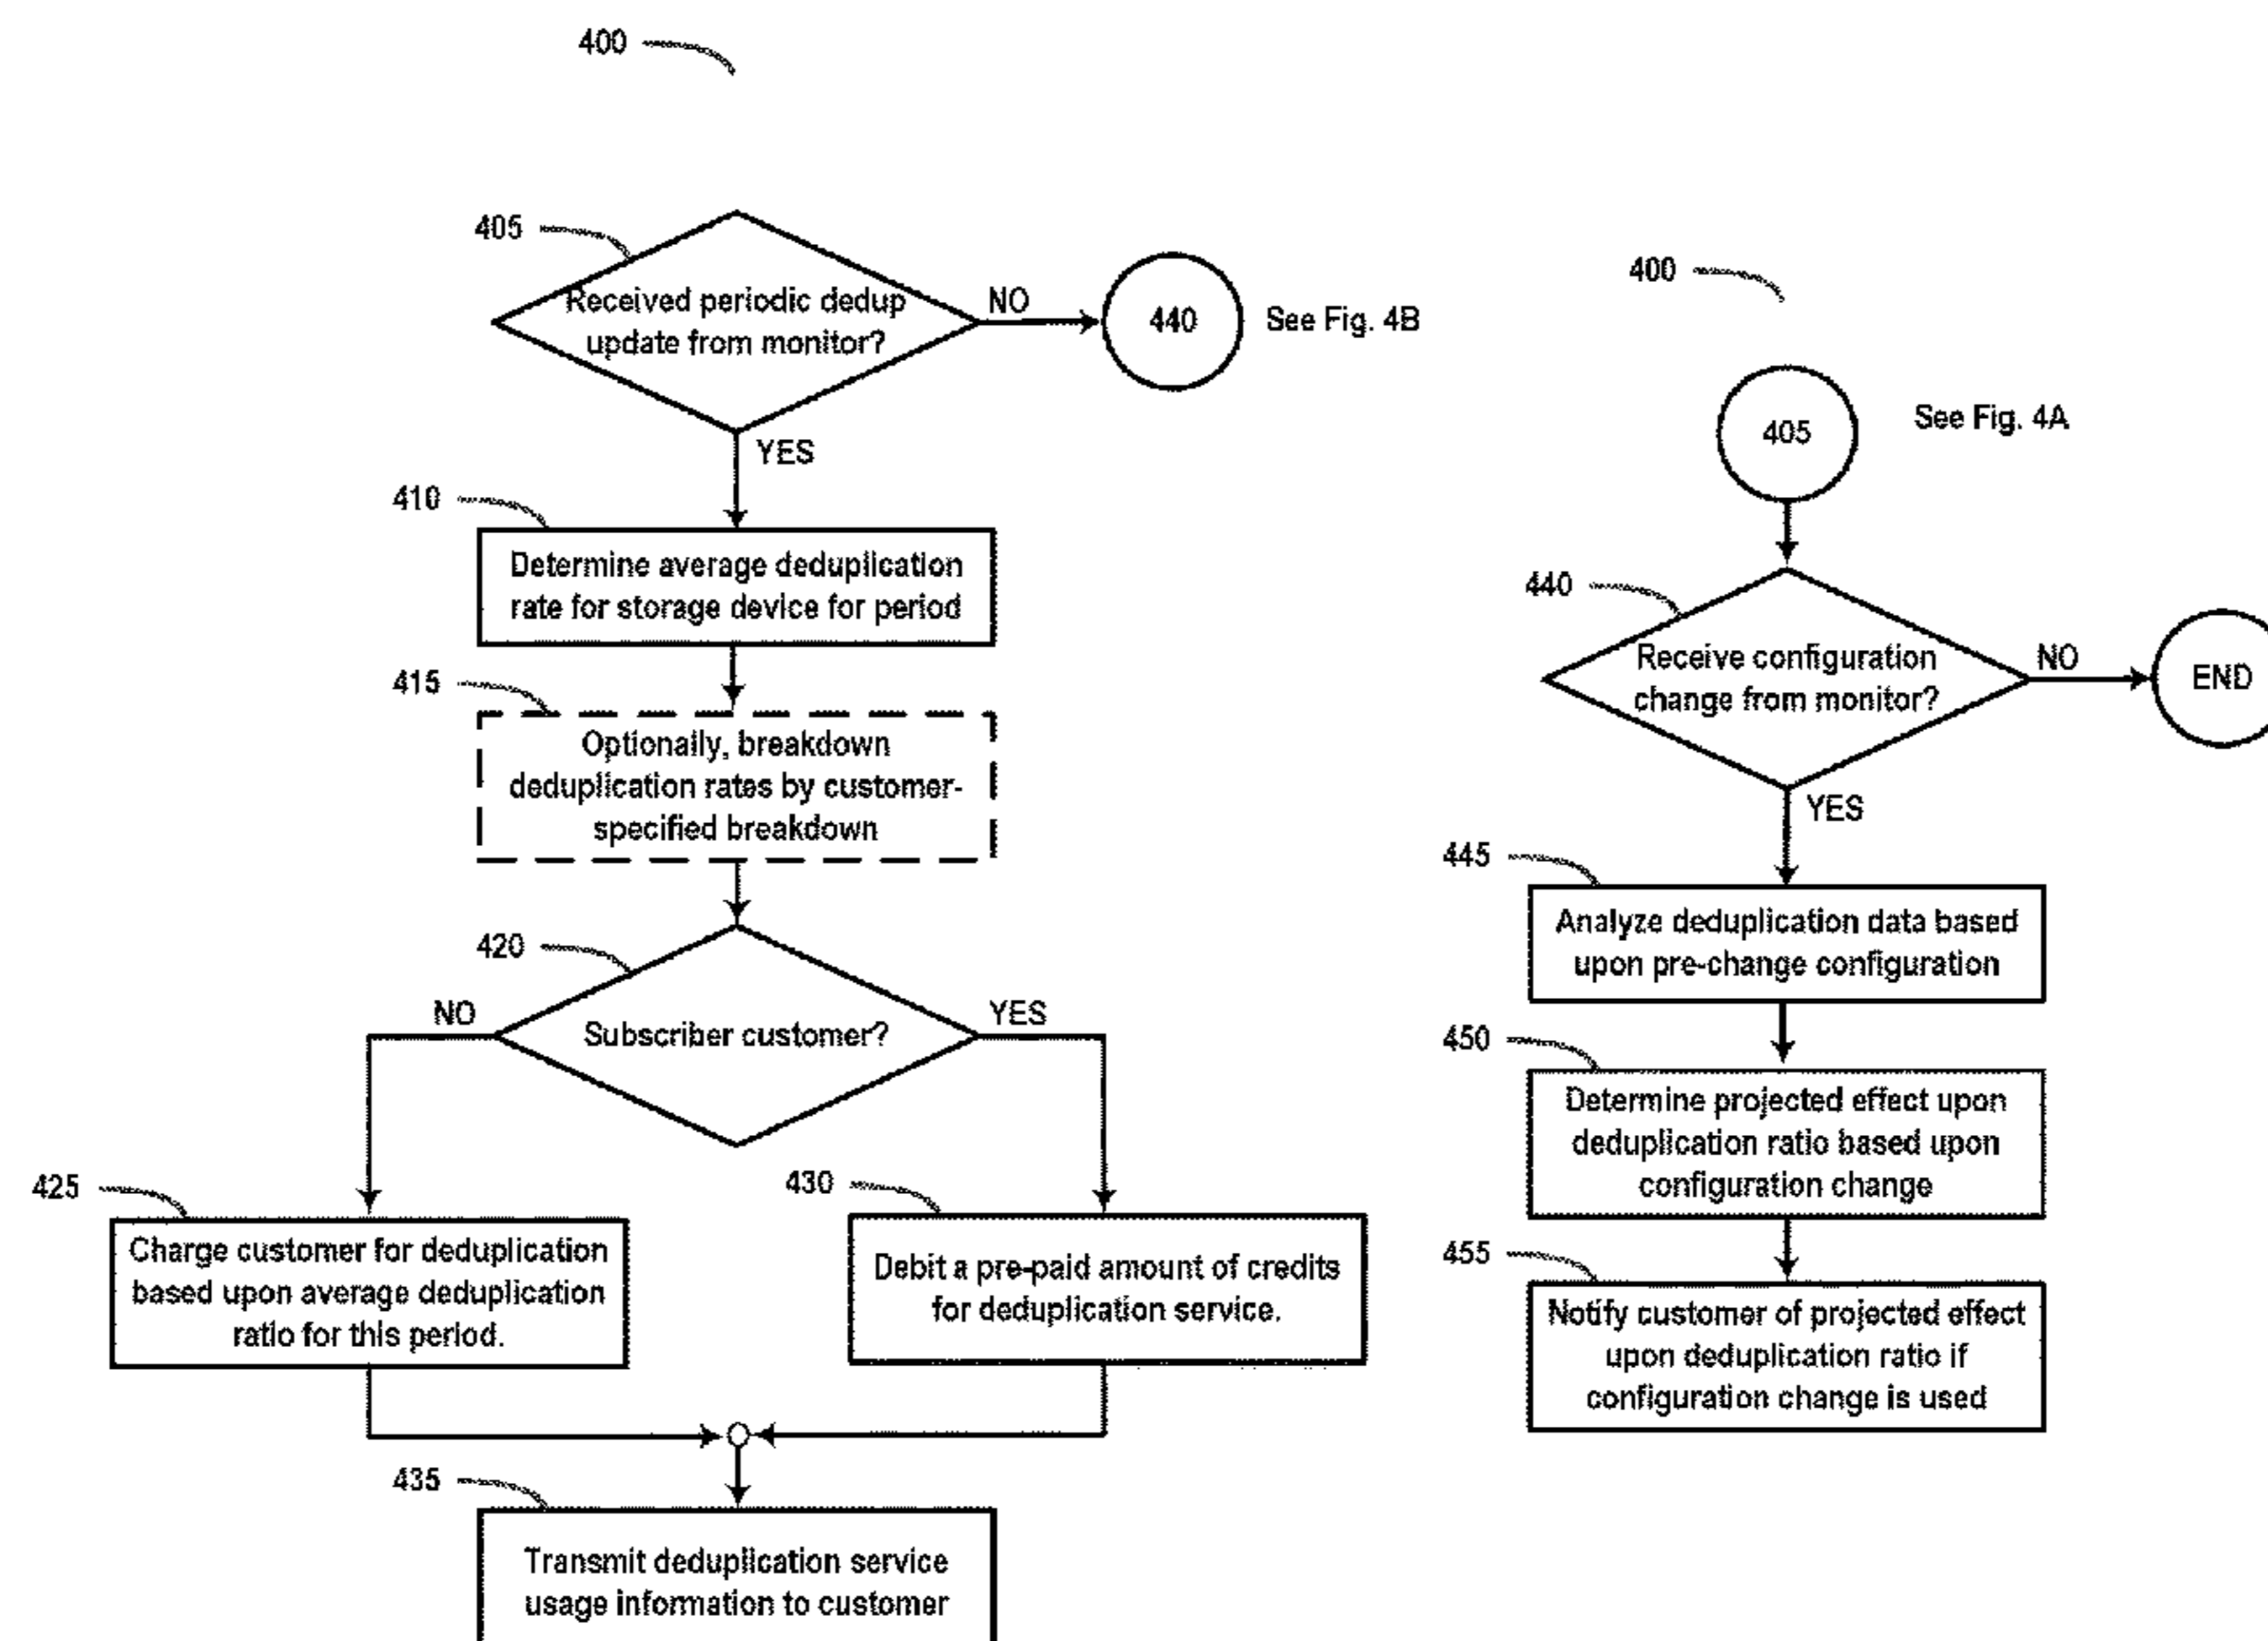 400
405
Received periodic dedup
update from monitor?
NO
440
See Fig. 4B
YES
410
Determine average deduplication
rate for storage device for period
415
Optionally, breakdown
deduplication rates by customer-
specified breakdown
420
NO
Subscriber customer?
YES
425
Charge customer for deduplication
based upon average deduplication
ratio for this period.
430
Debit a pre-paid amount of credits
for deduplication service.
435
Transmit deduplication service
usage information to customer
400
405
See Fig. 4A
440
Receive configuration
change from monitor?
NO
END
YES
445
Analyze deduplication data based
upon pre-change configuration
450
Determine projected effect upon
deduplication ratio based upon
configuration change
455
Notify customer of projected effect
upon deduplication ratio if
configuration change is used